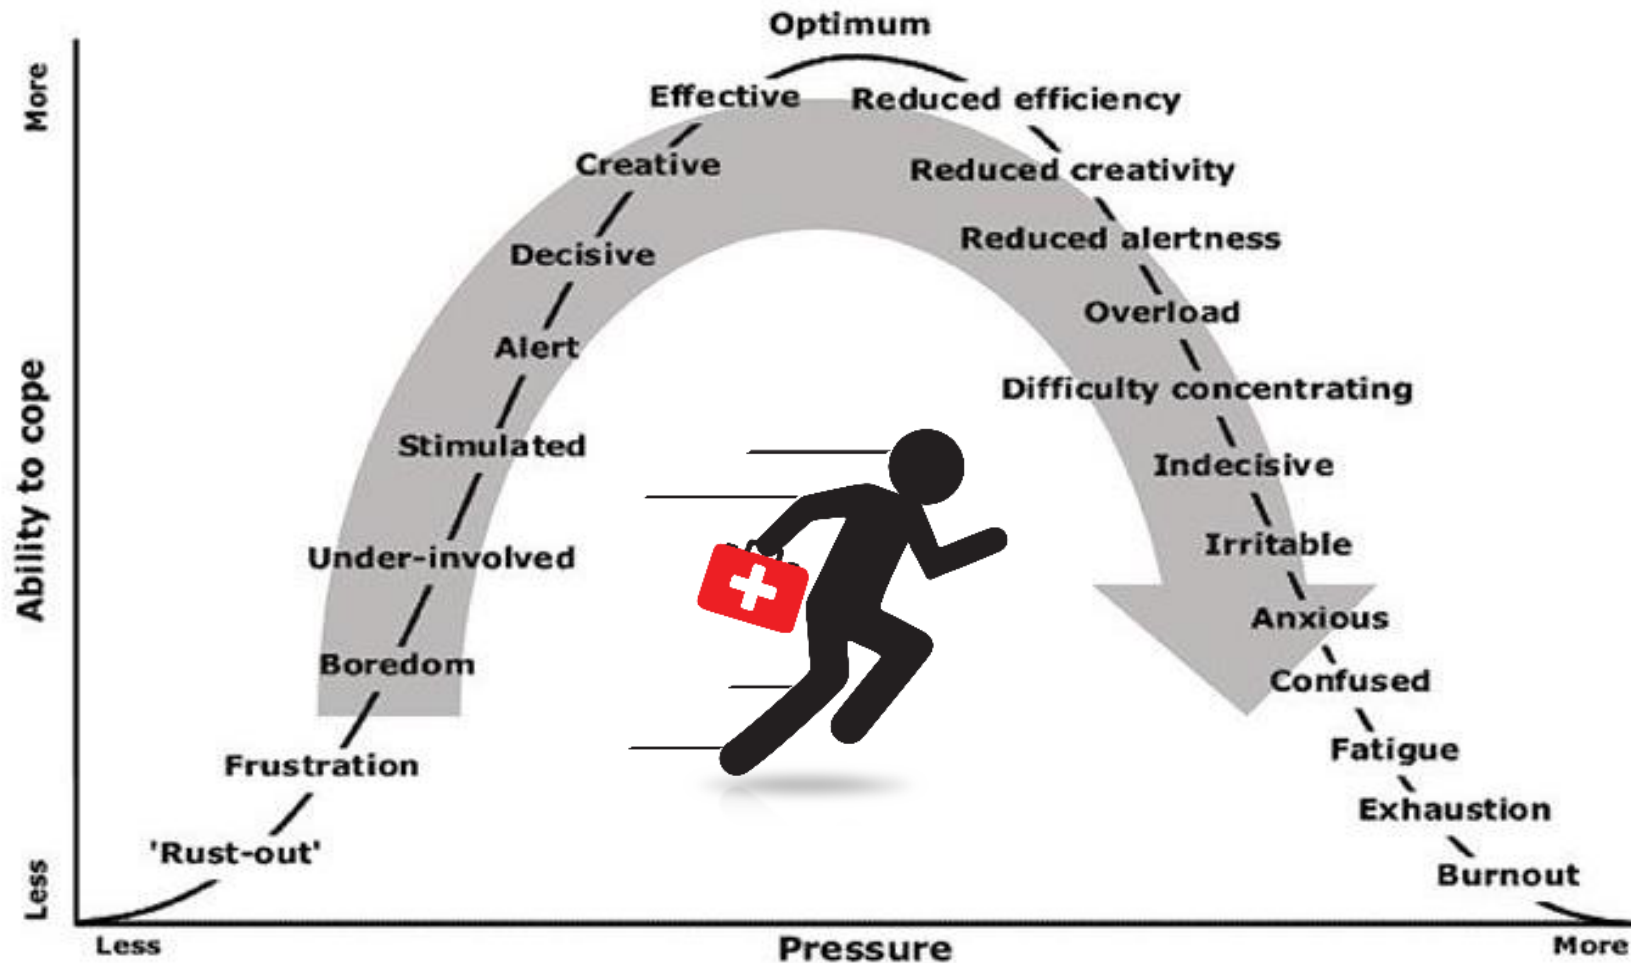 Optimum
More
Effective
Reduced efficiency
Creative
Reduced creativity
Decisive
Reduced alertness
Alert
Overload
Stimulated
Difficulty concentrating
Ability to cope
Indecisive
Under-involved
Irritable
Boredom
Anxious
Confused
Frustration
Fatigue
'Rust-out'
Exhaustion
Less
Burnout
Less
Pressure
More